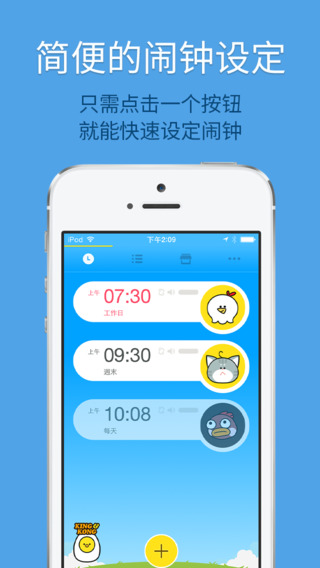 简便的闹钟设定
只需点击一个按钮
就能快速设定闹钟
iPod
下午2:09
上午 07:30
工作日
上午 09:30
週末
上午 10:08
每天
KING&
KONG